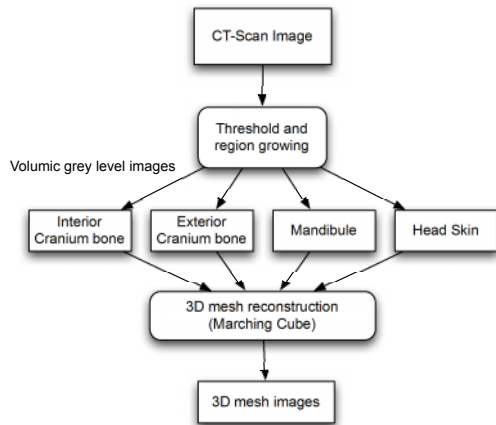 CT-Scan Image
Threshold and
region growing
Volumic grey level images
Interior
Cranium bone
Exterior
Cranium bone
Mandibule
Head Skin
3D mesh reconstruction
(Marching Cube)
3D mesh images